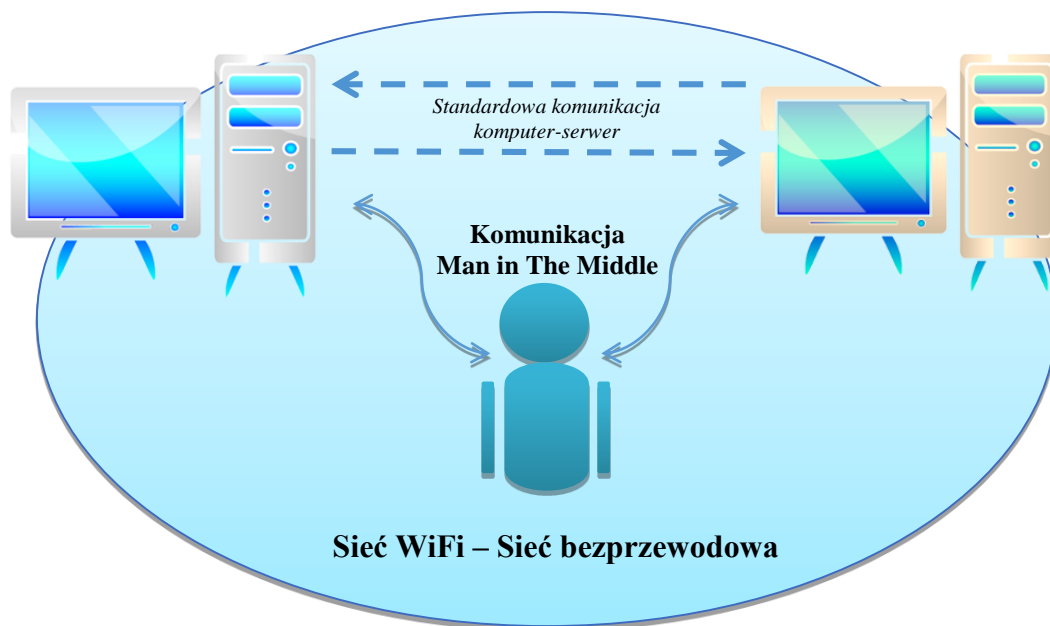 Standardowa komunikacja
komputer-serwer
Komunikacja
Man in The Middle
Sieć WiFi – Sieć bezprzewodowa